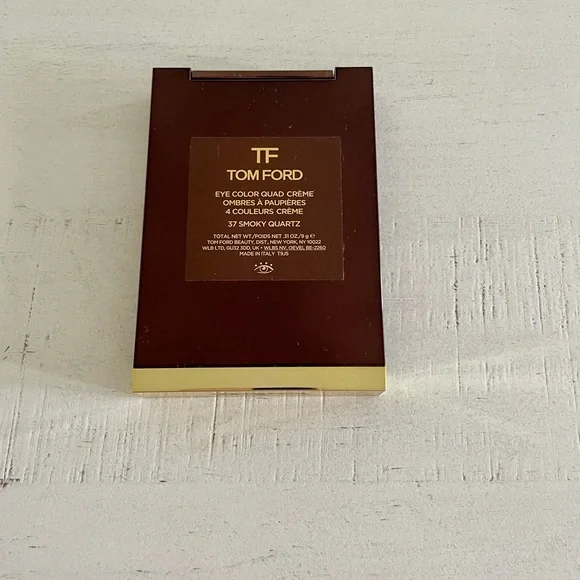 TF
TOM FORD
EYE COLOR QUAD CRÈME
OMBRES À PAUPIÈRES
4 COULEURS CRÈME
37 SMOKY QUARTZ
TOTAL NET WT./POIDS NET .31 OZ./9 g ℮
TOM FORD BEAUTY, DIST., NEW YORK, NY 10022
WLB LTD, GU32 3DD, UK • WLBS NV, OEVEL BE-2260
MADE IN ITALY T9J5